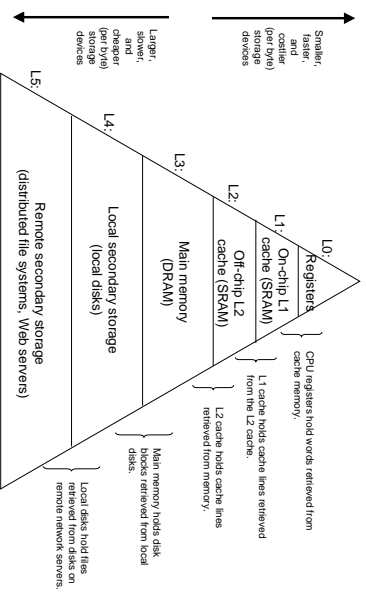 Smaller,
faster,
and
costlier
(per byte)
storage
devices
Larger,
slower,
and
cheaper
(per byte)
storage
devices
L0:
Registers
CPU registers hold words retrieved from
cache memory.
L1:
On-chip L1
cache (SRAM)
L1 cache holds cache lines retrieved
from the L2 cache.
L2:
Off-chip L2
cache (SRAM)
L2 cache holds cache lines
retrieved from memory.
L3:
Main memory
(DRAM)
Main memory holds disk
blocks retrieved from local
disks.
L4:
Local secondary storage
(local disks)
Local disks hold files
retrieved from disks on
remote network servers.
L5:
Remote secondary storage
(distributed file systems, Web servers)